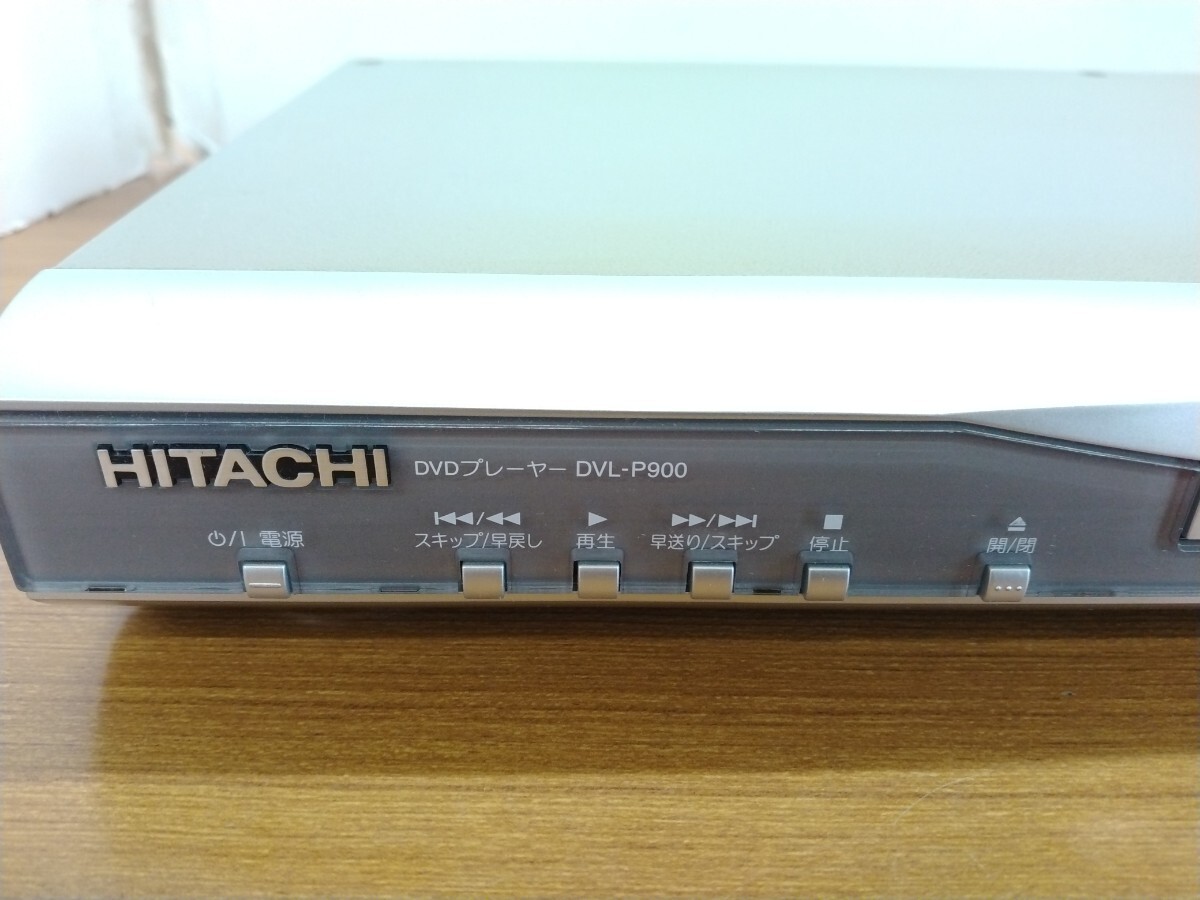 HITACHI DVDプレーヤー DVL-P900
⏮◀/◀◀ ▶ ▶▶/▶▶⏭ ■ ⏏
⏻/I 電源 スキップ/早戻し 再生 早送り/スキップ 停止 開/閉